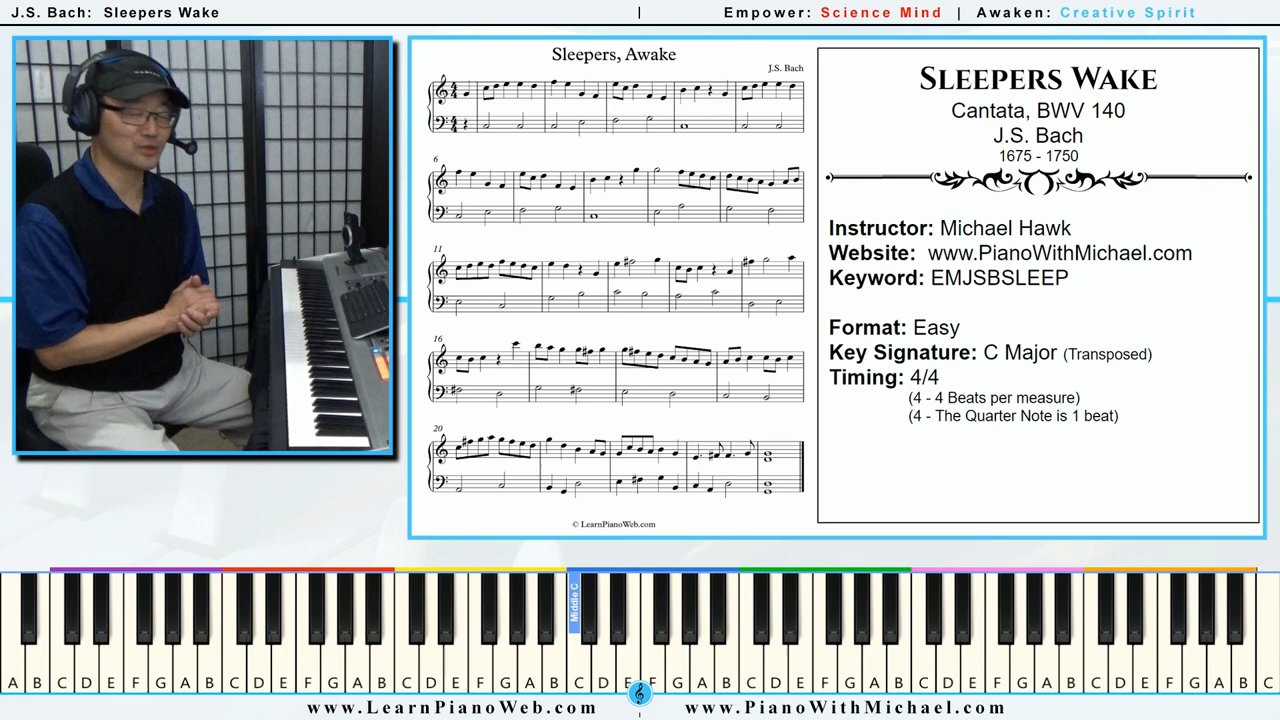 J.S. Bach: Sleepers Wake
| Empower: Science Mind | Awaken: Creative Spirit
Sleepers, Awake
J.S. Bach
6
11
16
20
© LearnPianoWeb.com
SLEEPERS WAKE
Cantata, BWV 140
J.S. Bach
1675 - 1750
Instructor: Michael Hawk
Website: www.PianoWithMichael.com
Keyword: EMJSBSLEEP
Format: Easy
Key Signature: C Major (Transposed)
Timing: 4/4
(4 - 4 Beats per measure)
(4 - The Quarter Note is 1 beat)
Middle C
A B C D E F G A B C D E F G A B C D E F G A B C D E F G A B C D E F G A B C D E F G A B C D E F G A B C
www.LearnPianoWeb.com
www.PianoWithMichael.com